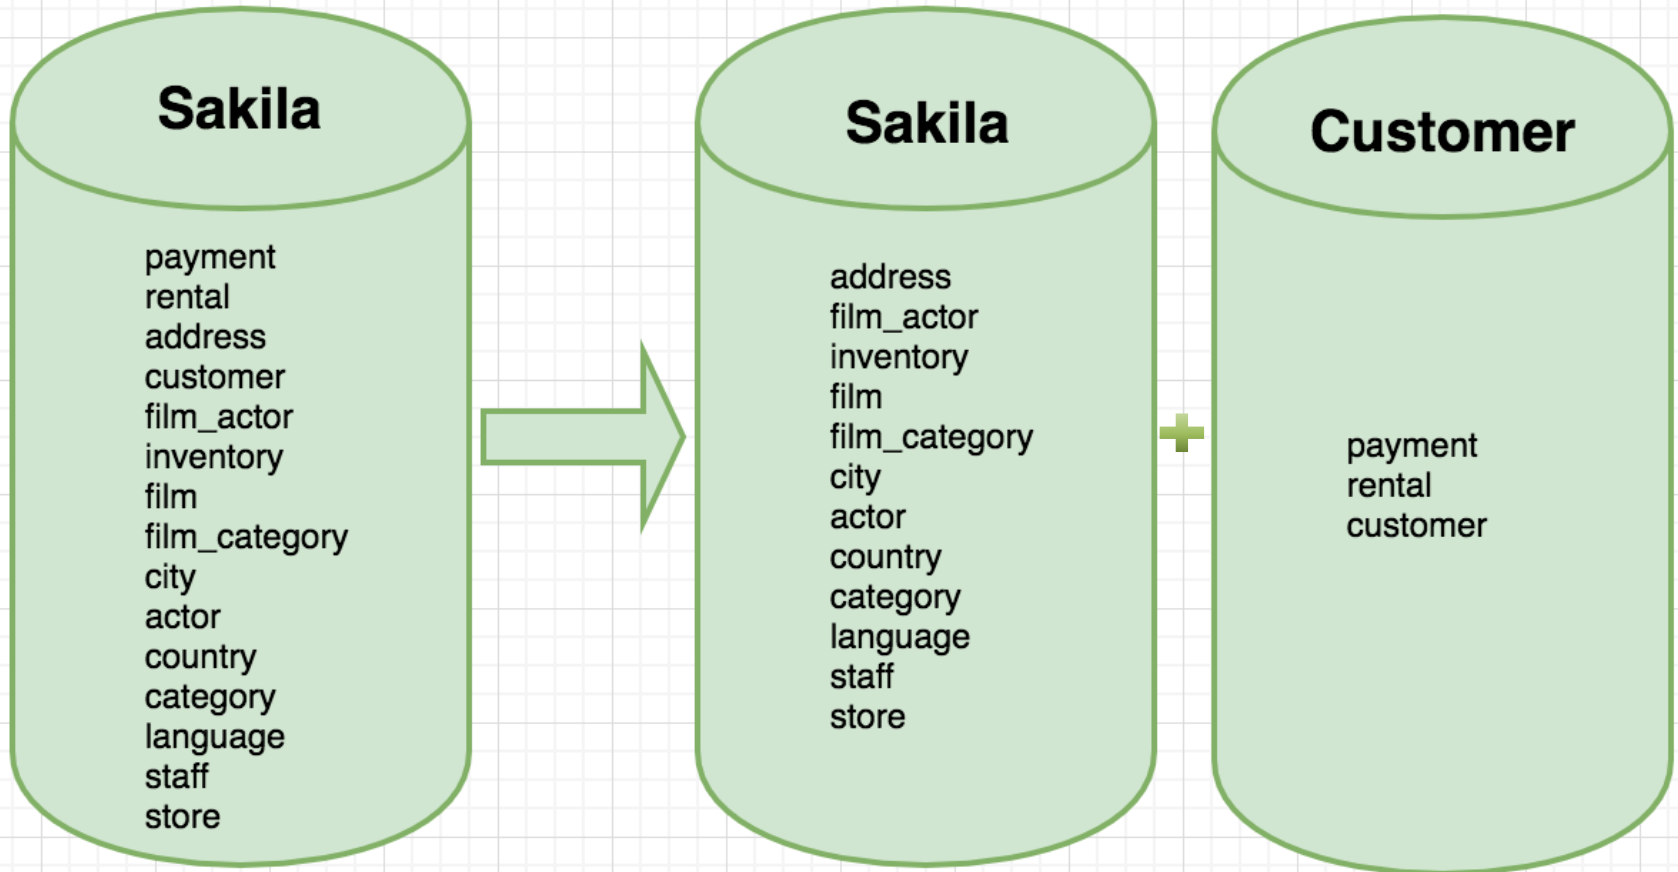 Sakila
payment
rental
address
customer
film_actor
inventory
film
film_category
city
actor
country
category
language
staff
store
Sakila
address
film_actor
inventory
film
film_category
city
actor
country
category
language
staff
store
Customer
payment
rental
customer